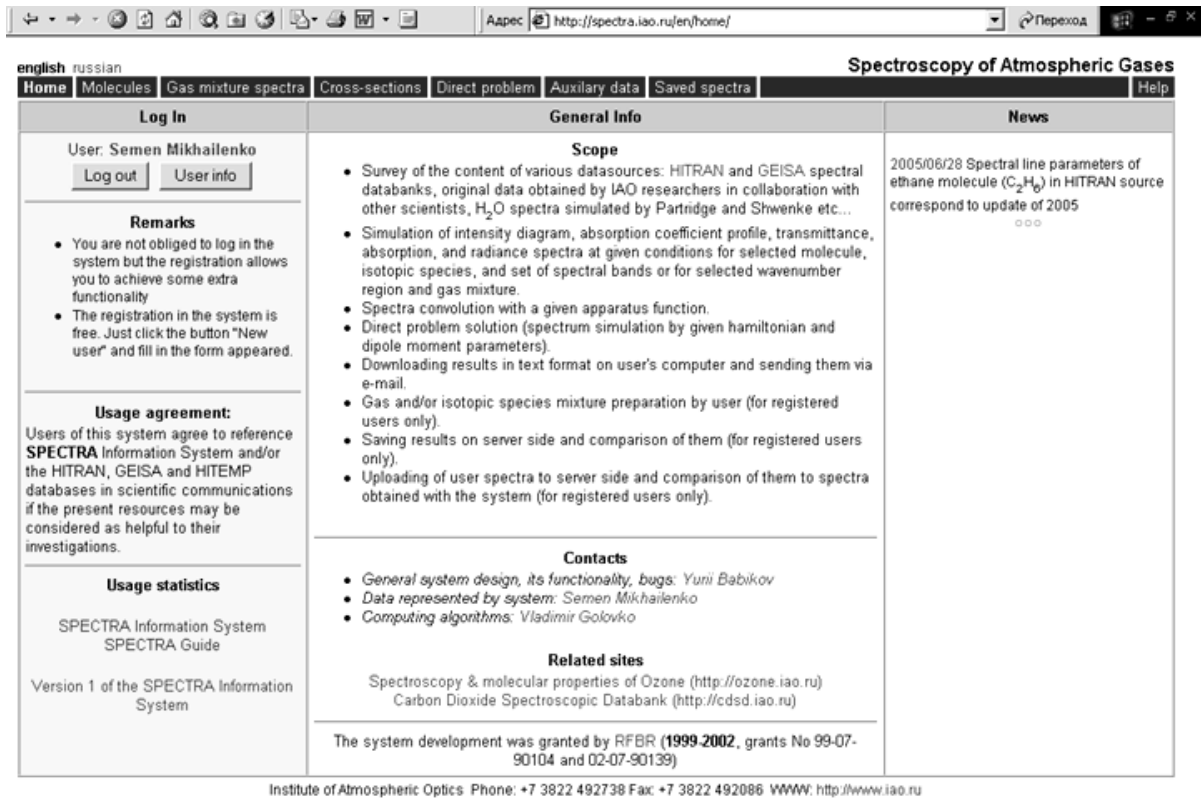 Адрес http://spectra.iao.ru/en/home/ Переход
english russian
Spectroscopy of Atmospheric Gases
Home Molecules Gas mixture spectra Cross-sections Direct problem Auxilary data Saved spectra Help
Log In
User: Semen Mikhailenko
Log out User info
Remarks
• You are not obliged to log in the
system but the registration allows
you to achieve some extra
functionality
• The registration in the system is
free. Just click the button "New
user" and fill in the form appeared.
Usage agreement:
Users of this system agree to reference
SPECTRA Information System and/or
the HITRAN, GEISA and HITEMP
databases in scientific communications
if the present resources may be
considered as helpful to their
investigations.
Usage statistics
SPECTRA Information System
SPECTRA Guide
Version 1 of the SPECTRA Information
System
General Info
Scope
• Survey of the content of various datasources: HITRAN and GEISA spectral
databanks, original data obtained by IAO researchers in collaboration with
other scientists, H₂O spectra simulated by Partridge and Shwenke etc...
• Simulation of intensity diagram, absorption coefficient profile, transmittance,
absorption, and radiance spectra at given conditions for selected molecule,
isotopic species, and set of spectral bands or for selected wavenumber
region and gas mixture.
• Spectra convolution with a given apparatus function.
• Direct problem solution (spectrum simulation by given hamiltonian and
dipole moment parameters).
• Downloading results in text format on user's computer and sending them via
e-mail.
• Gas and/or isotopic species mixture preparation by user (for registered
users only).
• Saving results on server side and comparison of them (for registered users
only).
• Uploading of user spectra to server side and comparison of them to spectra
obtained with the system (for registered users only).
Contacts
• General system design, its functionality, bugs: Yurii Babikov
• Data represented by system: Semen Mikhailenko
• Computing algorithms: Vladimir Golovko
Related sites
Spectroscopy & molecular properties of Ozone (http://ozone.iao.ru)
Carbon Dioxide Spectroscopic Databank (http://cdsd.iao.ru)
The system development was granted by RFBR (1999-2002, grants No 99-07-
90104 and 02-07-90139)
News
2005/06/28 Spectral line parameters of
ethane molecule (C₂H₆) in HITRAN source
correspond to update of 2005
Institute of Atmospheric Optics Phone: +7 3822 492738 Fax: +7 3822 492086 WWW: http://www.iao.ru